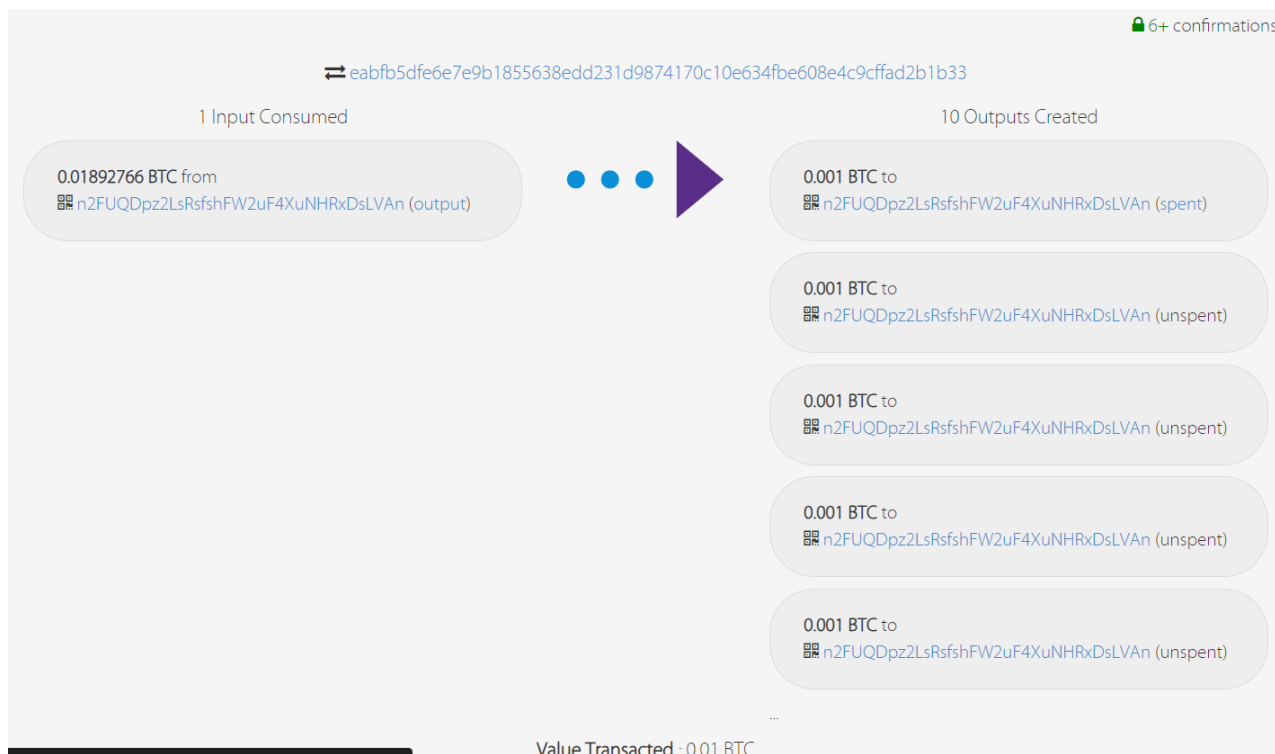 6+ confirmations
eabfb5dfe6e7e9b1855638edd231d9874170c10e634fbe608e4c9cffad2b1b33
1 Input Consumed
0.01892766 BTC from
n2FUQDpz2LsRsfshFW2uF4XuNHRxDsLVAn (output)
10 Outputs Created
0.001 BTC to
n2FUQDpz2LsRsfshFW2uF4XuNHRxDsLVAn (spent)
0.001 BTC to
n2FUQDpz2LsRsfshFW2uF4XuNHRxDsLVAn (unspent)
0.001 BTC to
n2FUQDpz2LsRsfshFW2uF4XuNHRxDsLVAn (unspent)
0.001 BTC to
n2FUQDpz2LsRsfshFW2uF4XuNHRxDsLVAn (unspent)
0.001 BTC to
n2FUQDpz2LsRsfshFW2uF4XuNHRxDsLVAn (unspent)
...
Value Transacted : 0.01 BTC